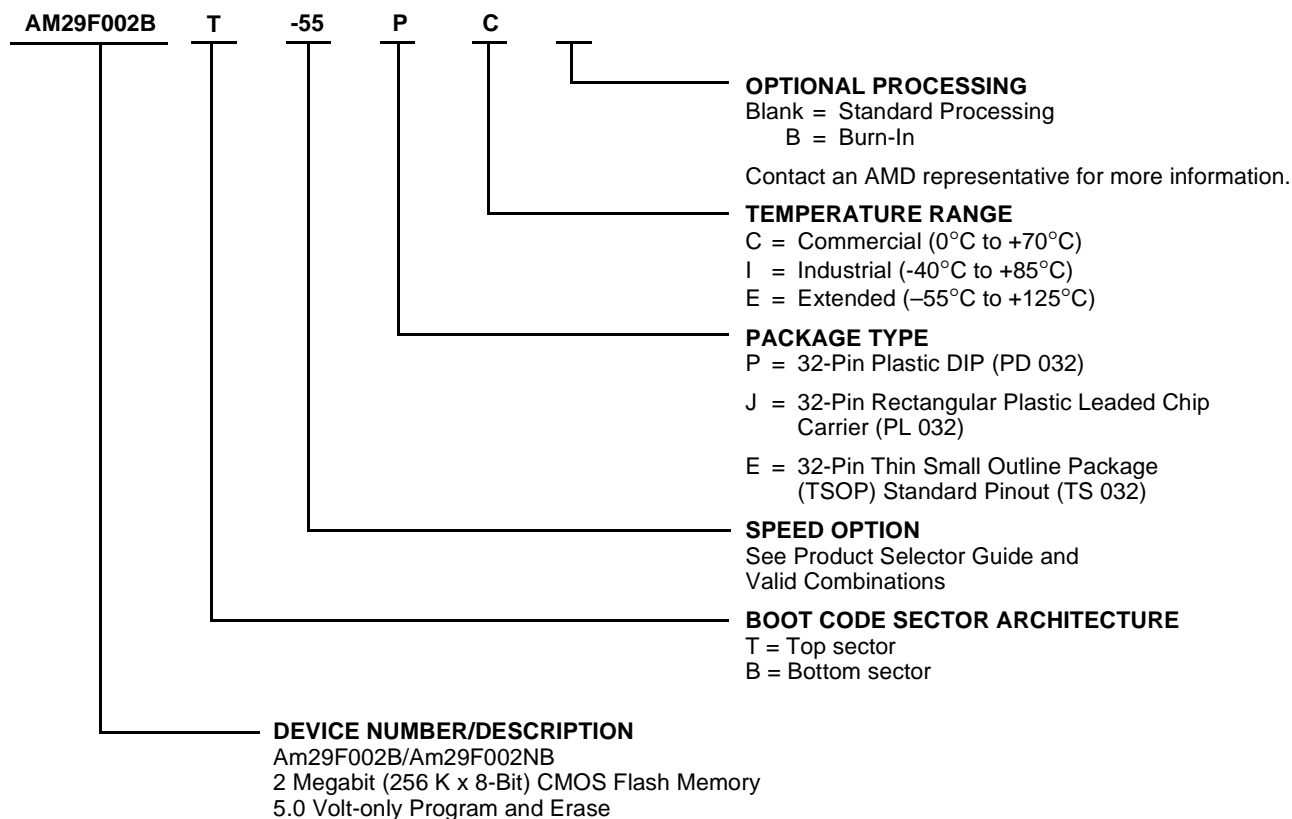 AM29F002B T -55 P C
OPTIONAL PROCESSING
Blank = Standard Processing
B = Burn-In
Contact an AMD representative for more information.
TEMPERATURE RANGE
C = Commercial (0°C to +70°C)
I = Industrial (-40°C to +85°C)
E = Extended (–55°C to +125°C)
PACKAGE TYPE
P = 32-Pin Plastic DIP (PD 032)
J = 32-Pin Rectangular Plastic Leaded Chip
Carrier (PL 032)
E = 32-Pin Thin Small Outline Package
(TSOP) Standard Pinout (TS 032)
SPEED OPTION
See Product Selector Guide and
Valid Combinations
BOOT CODE SECTOR ARCHITECTURE
T = Top sector
B = Bottom sector
DEVICE NUMBER/DESCRIPTION
Am29F002B/Am29F002NB
2 Megabit (256 K x 8-Bit) CMOS Flash Memory
5.0 Volt-only Program and Erase